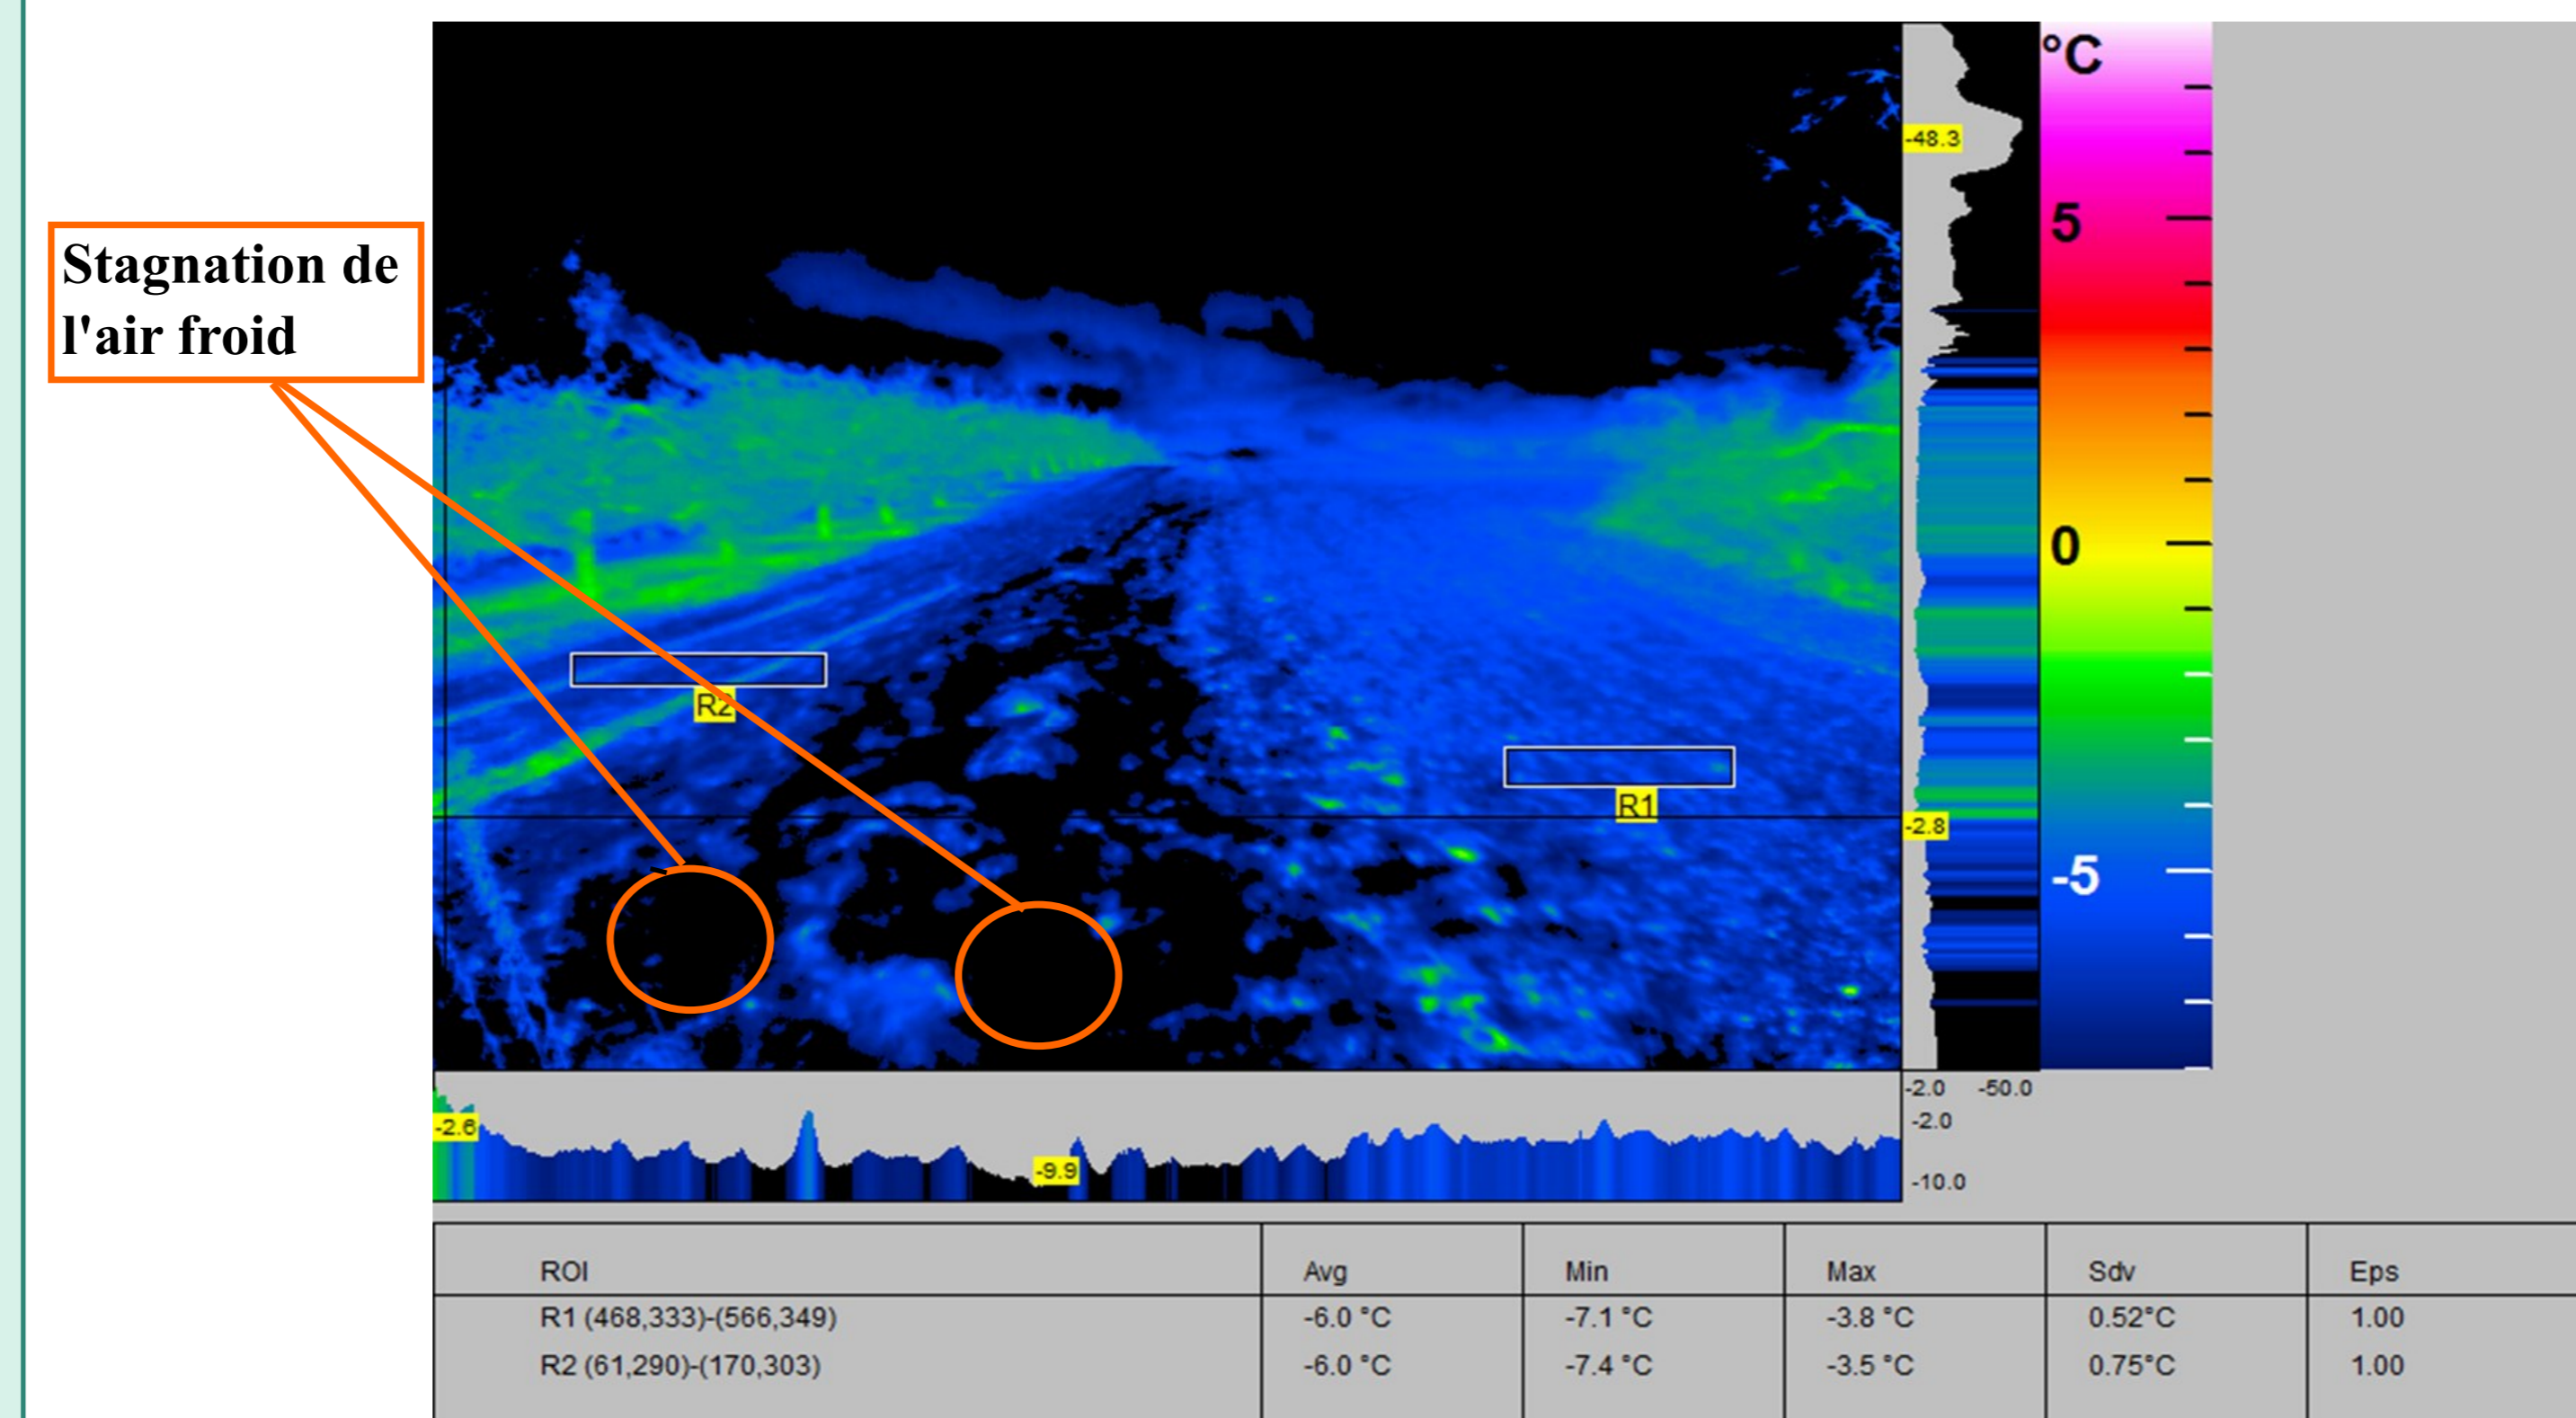 °C
-48.3
5
Stagnation de
l'air froid
0
R2
R1
-2.8
-5
-2.0 -50.0
-2.6
-2.0
-9.9
-10.0
ROI Avg Min Max Sdv Eps
R1 (468,333)-(566,349) -6.0 °C -7.1 °C -3.8 °C 0.52°C 1.00
R2 (61,290)-(170,303) -6.0 °C -7.4 °C -3.5 °C 0.75°C 1.00